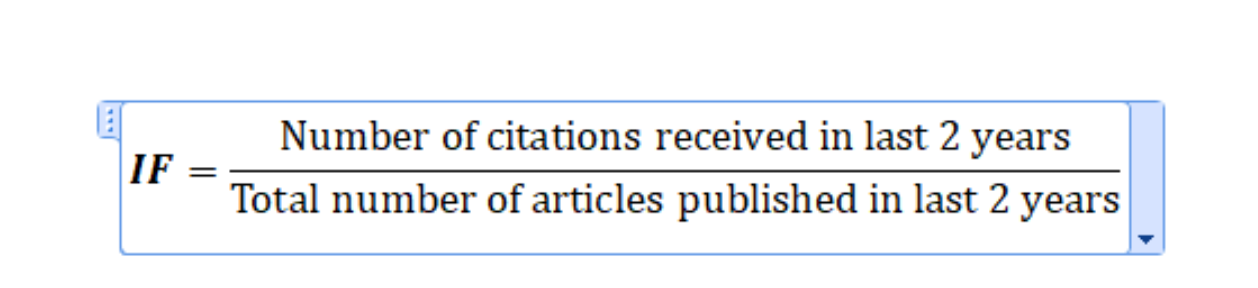 IF = Number of citations received in last 2 years
Total number of articles published in last 2 years